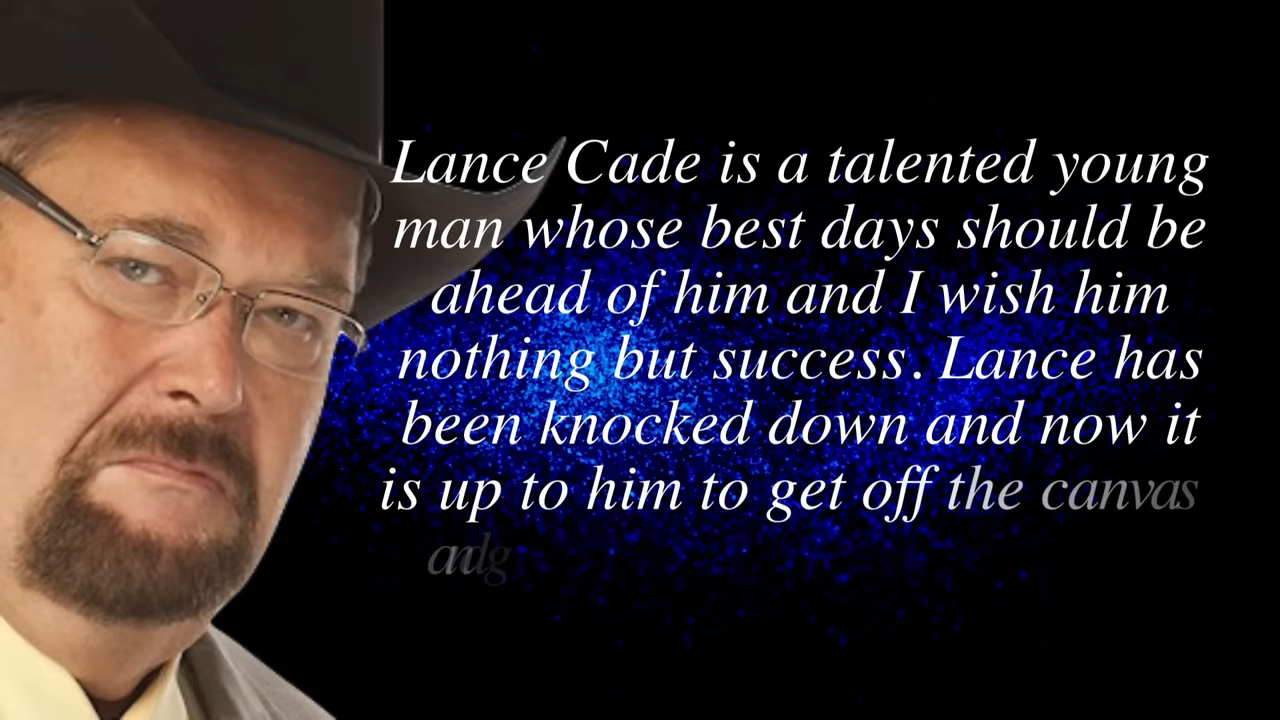 Lance Cade is a talented young
man whose best days should be
ahead of him and I wish him
nothing but success. Lance has
been knocked down and now it
is up to him to get off the canvas
and g